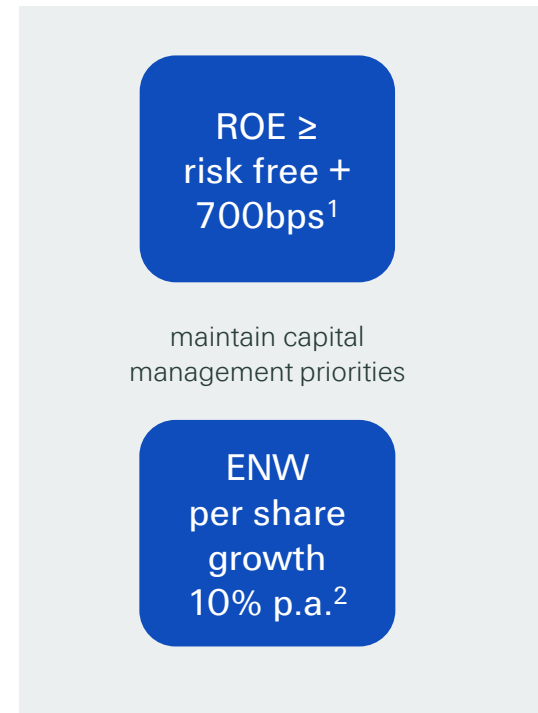 ROE ≥
risk free +
700bps¹
maintain capital
management priorities
ENW
per share
growth
10% p.a.²